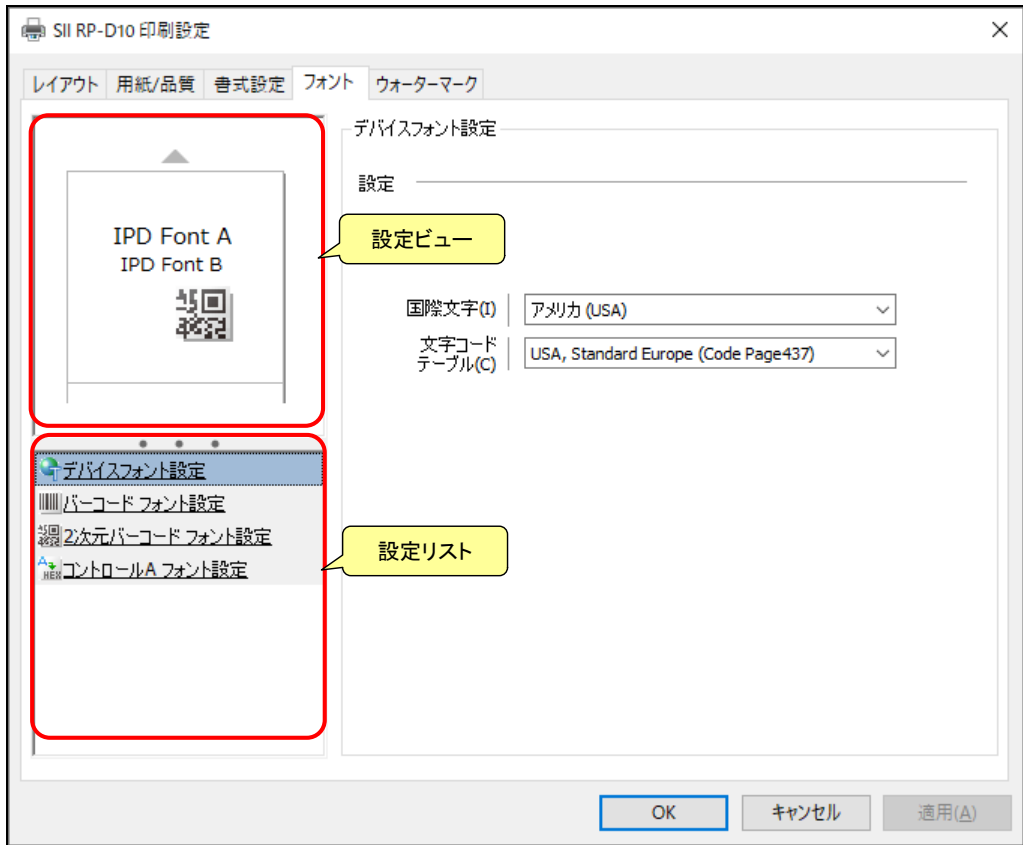 SII RP-D10 印刷設定
レイアウト 用紙/品質 書式設定 フォント ウォーターマーク
デバイスフォント設定
設定
IPD Font A
IPD Font B
設定ビュー
国際文字(I) アメリカ (USA)
文字コード
テーブル(C) USA, Standard Europe (Code Page437)
デバイスフォント設定
バーコード フォント設定
2次元バーコード フォント設定
コントロールA フォント設定
A
HEX
設定リスト
OK キャンセル 適用(A)